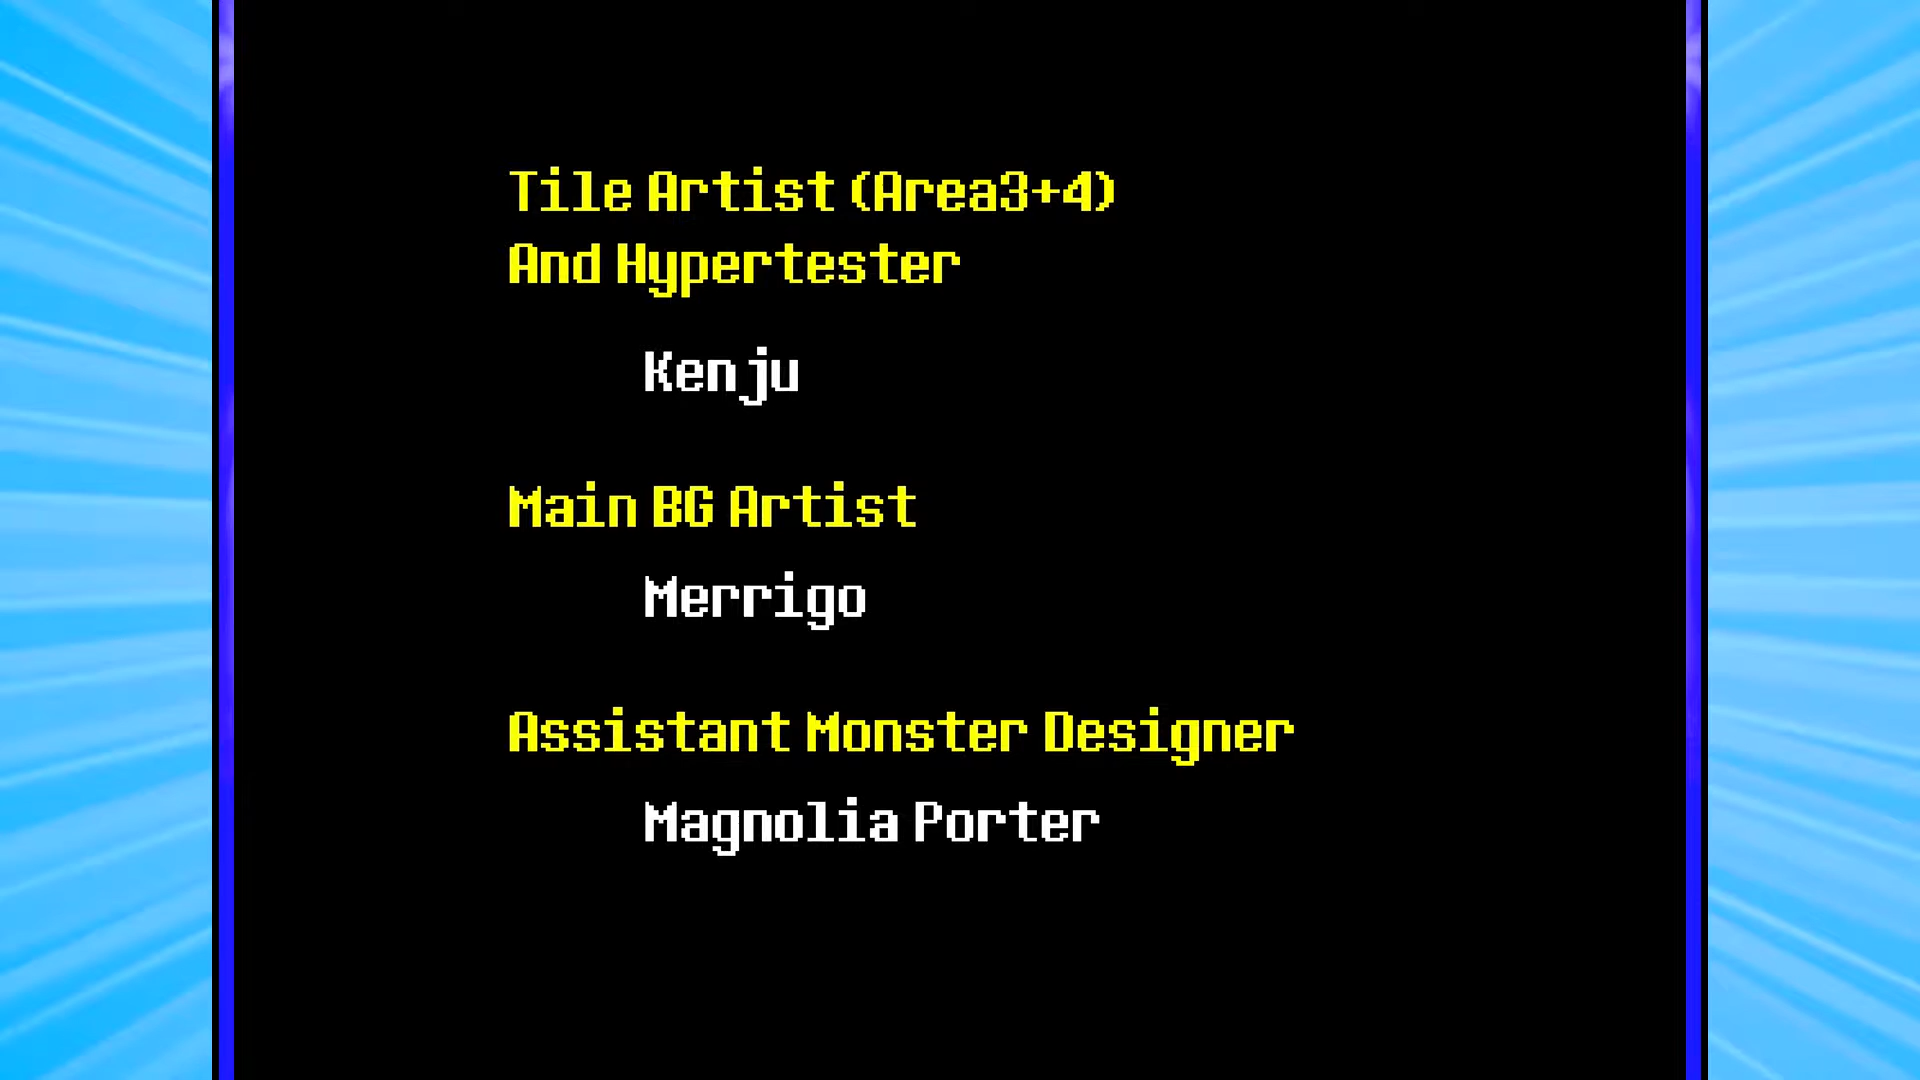 Tile Artist (Area3+4)
And Hypertester
Kenju
Main BG Artist
Merrigo
Assistant Monster Designer
Magnolia Porter